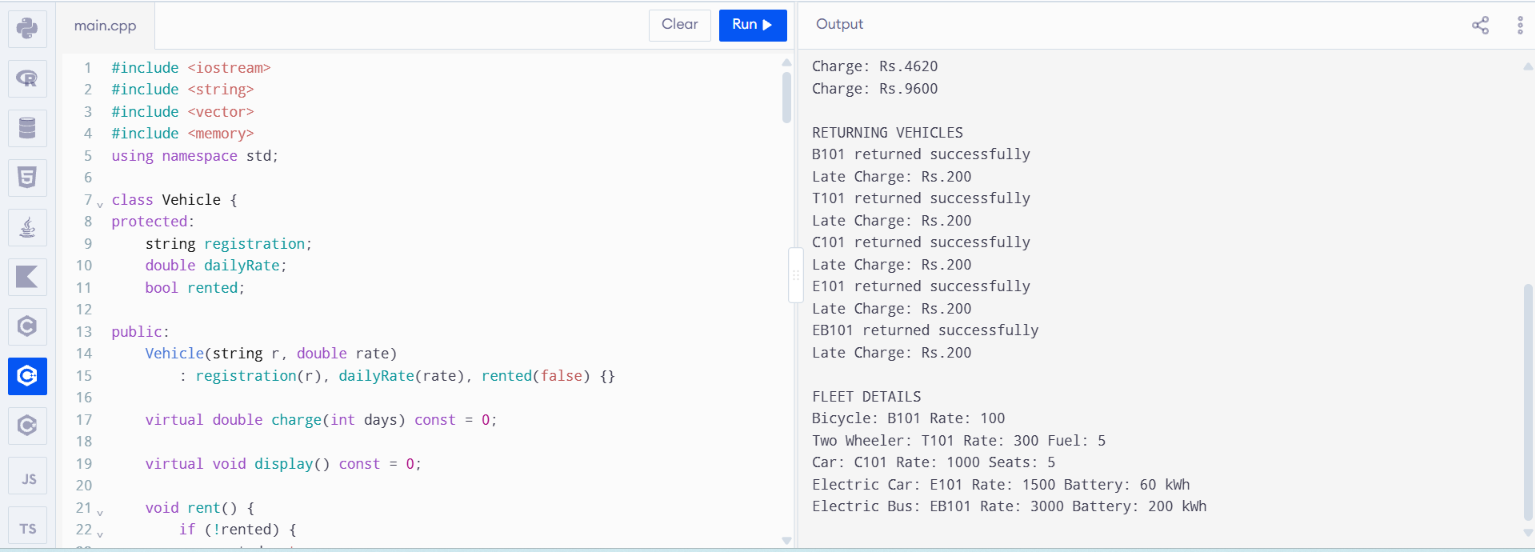 main.cpp
Clear
Run
Output
1 #include <iostream>
2 #include <string>
3 #include <vector>
4 #include <memory>
5 using namespace std;
6
7 class Vehicle {
8 protected:
9     string registration;
10     double dailyRate;
11     bool rented;
12
13 public:
14     Vehicle(string r, double rate)
15         : registration(r), dailyRate(rate), rented(false) {}
16
17     virtual double charge(int days) const = 0;
18
19     virtual void display() const = 0;
20
21     void rent() {
22         if (!rented) {
JS
TS
Charge: Rs.4620
Charge: Rs.9600
RETURNING VEHICLES
B101 returned successfully
Late Charge: Rs.200
T101 returned successfully
Late Charge: Rs.200
C101 returned successfully
Late Charge: Rs.200
E101 returned successfully
Late Charge: Rs.200
EB101 returned successfully
Late Charge: Rs.200
FLEET DETAILS
Bicycle: B101 Rate: 100
Two Wheeler: T101 Rate: 300 Fuel: 5
Car: C101 Rate: 1000 Seats: 5
Electric Car: E101 Rate: 1500 Battery: 60 kWh
Electric Bus: EB101 Rate: 3000 Battery: 200 kWh